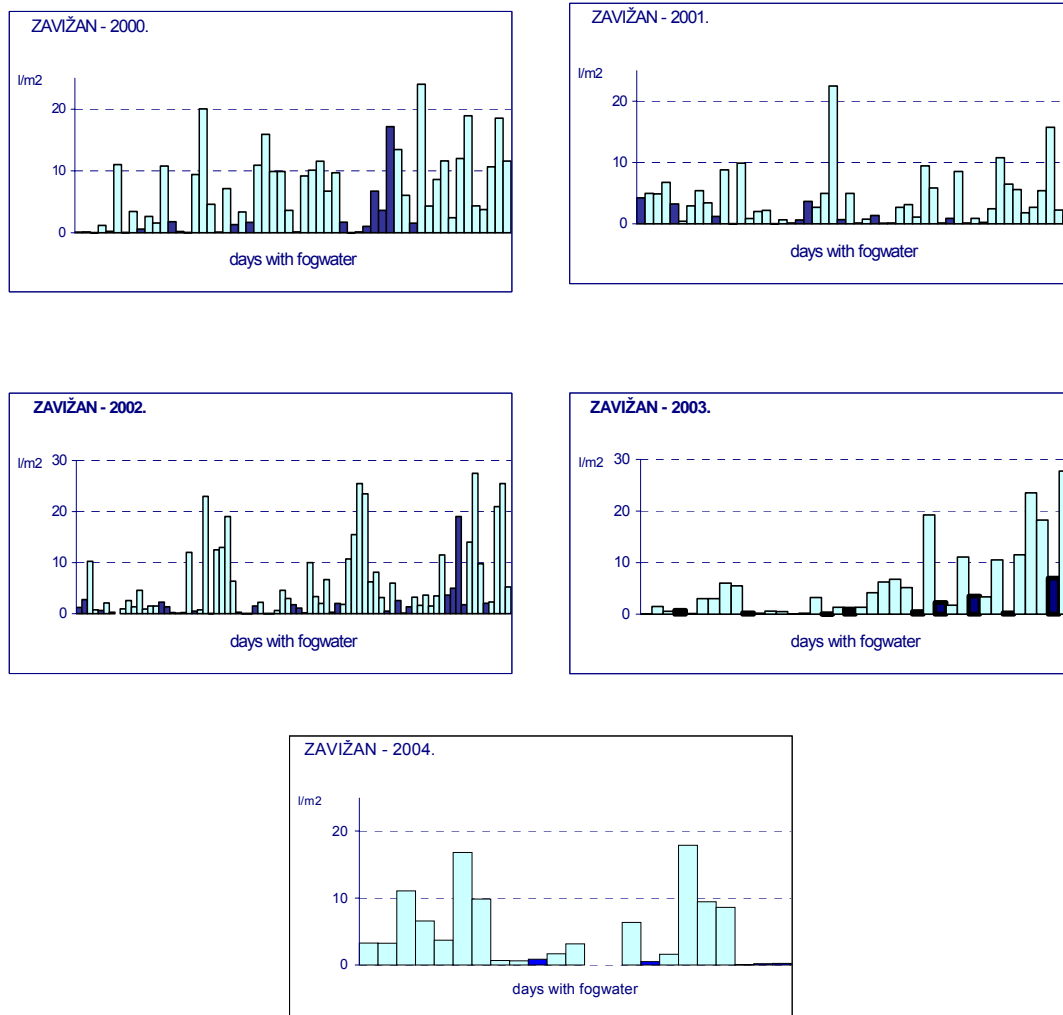 ZAVIŽAN - 2000.
l/m2
20
10
0
days with fogwater
ZAVIŽAN - 2001.
l/m2
20
10
0
days with fogwater
ZAVIŽAN - 2002.
l/m2
30
20
10
0
days with fogwater
ZAVIŽAN - 2003.
l/m2
30
20
10
0
days with fogwater
ZAVIŽAN - 2004.
l/m2
20
10
0
days with fogwater